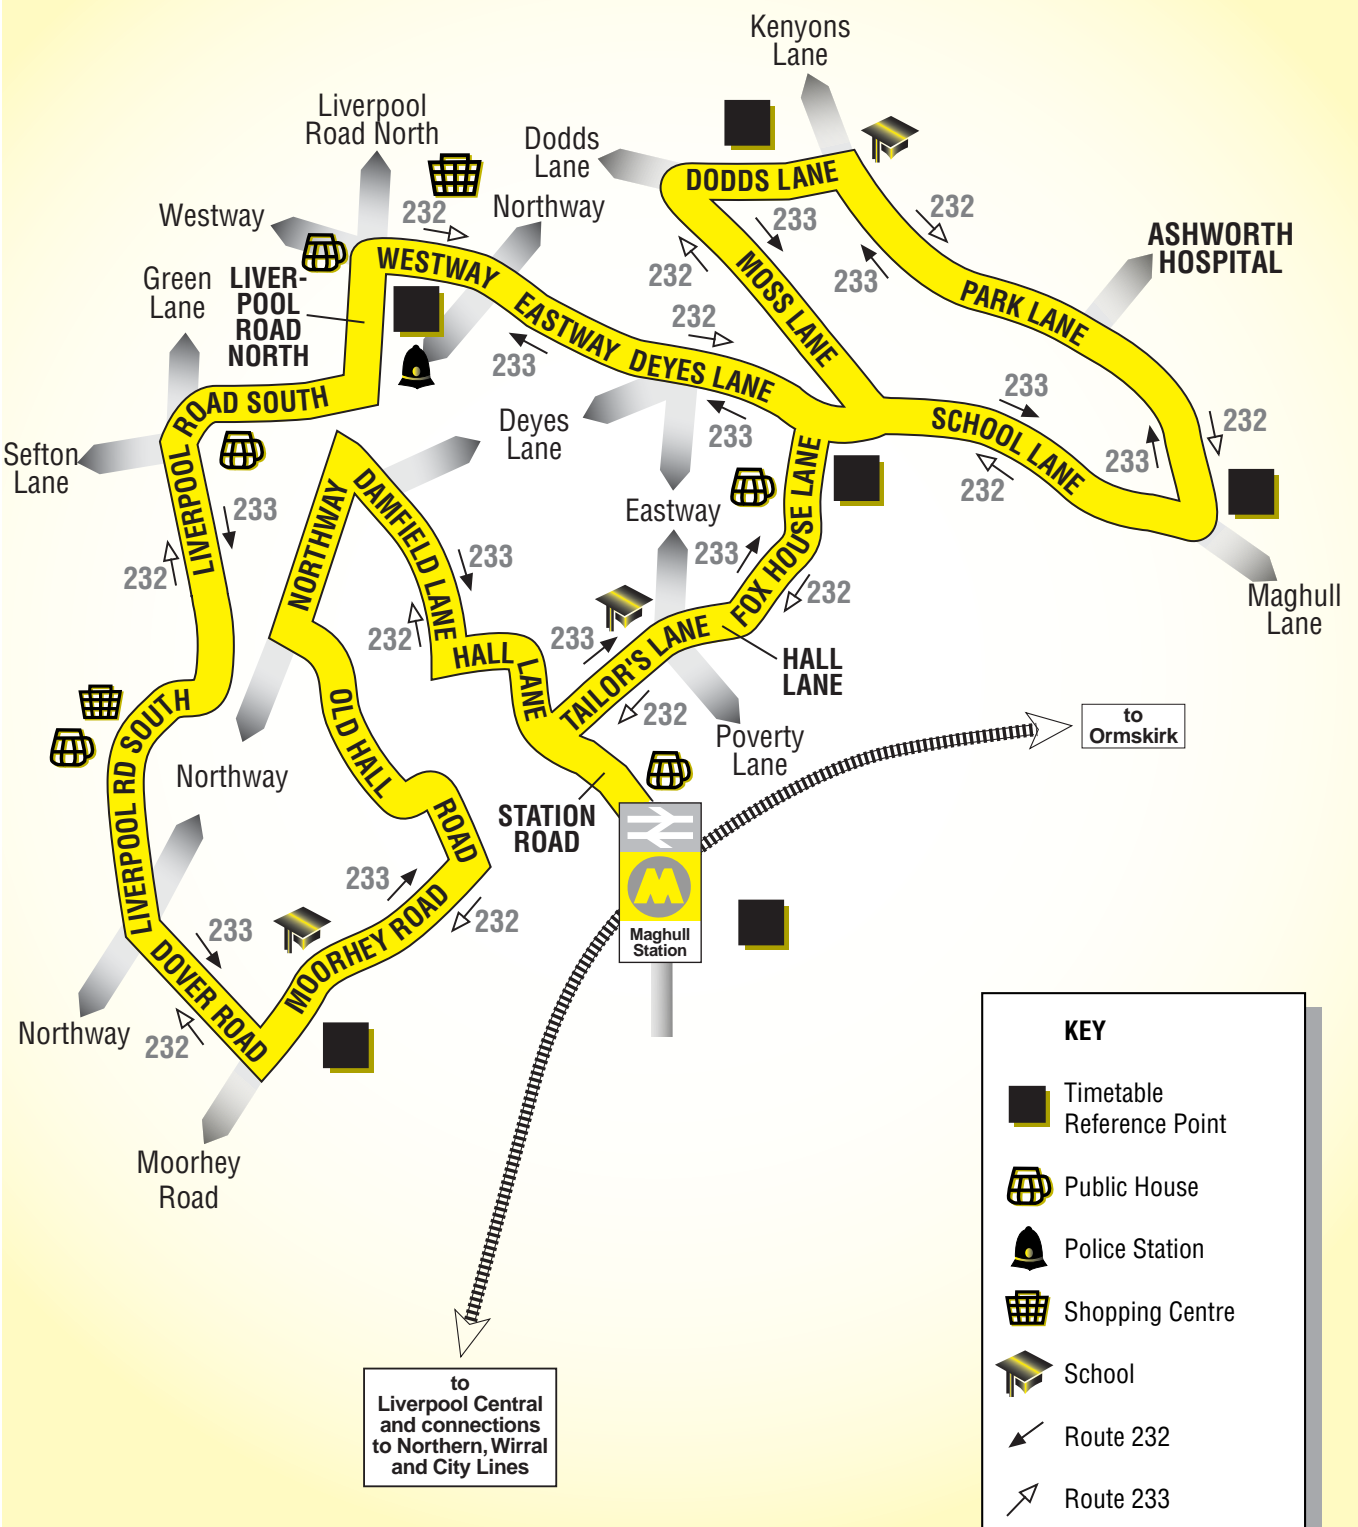 Kenyons
Lane
Liverpool
Road North
Dodds
Lane
DODDS LANE
Westway
232
Northway
233
232
ASHWORTH
HOSPITAL
Green
Lane
LIVER-
POOL
ROAD
NORTH
WESTWAY
232
MOSS LANE
233
PARK LANE
EASTWAY
232
233
DEYES LANE
233
232
LIVERPOOL ROAD SOUTH
Deyes
Lane
233
SCHOOL LANE
Sefton
Lane
233
232
FOX HOUSE LANE
NORTHWAY
DAMFIELD LANE
Eastway
233
LIVERPOOL
233
233
232
232
Maghull
Lane
232
233
HALL LANE
TAILOR'S LANE
HALL
LANE
232
LIVERPOOL RD SOUTH
OLD HALL ROAD
Poverty
Lane
to
Ormskirk
Northway
STATION
ROAD
233
232
233
MOORHEY ROAD
Maghull
Station
DOVER ROAD
Northway
232
Moorhey
Road
to
Liverpool Central
and connections
to Northern, Wirral
and City Lines
KEY
Timetable
Reference Point
Public House
Police Station
Shopping Centre
School
Route 232
Route 233